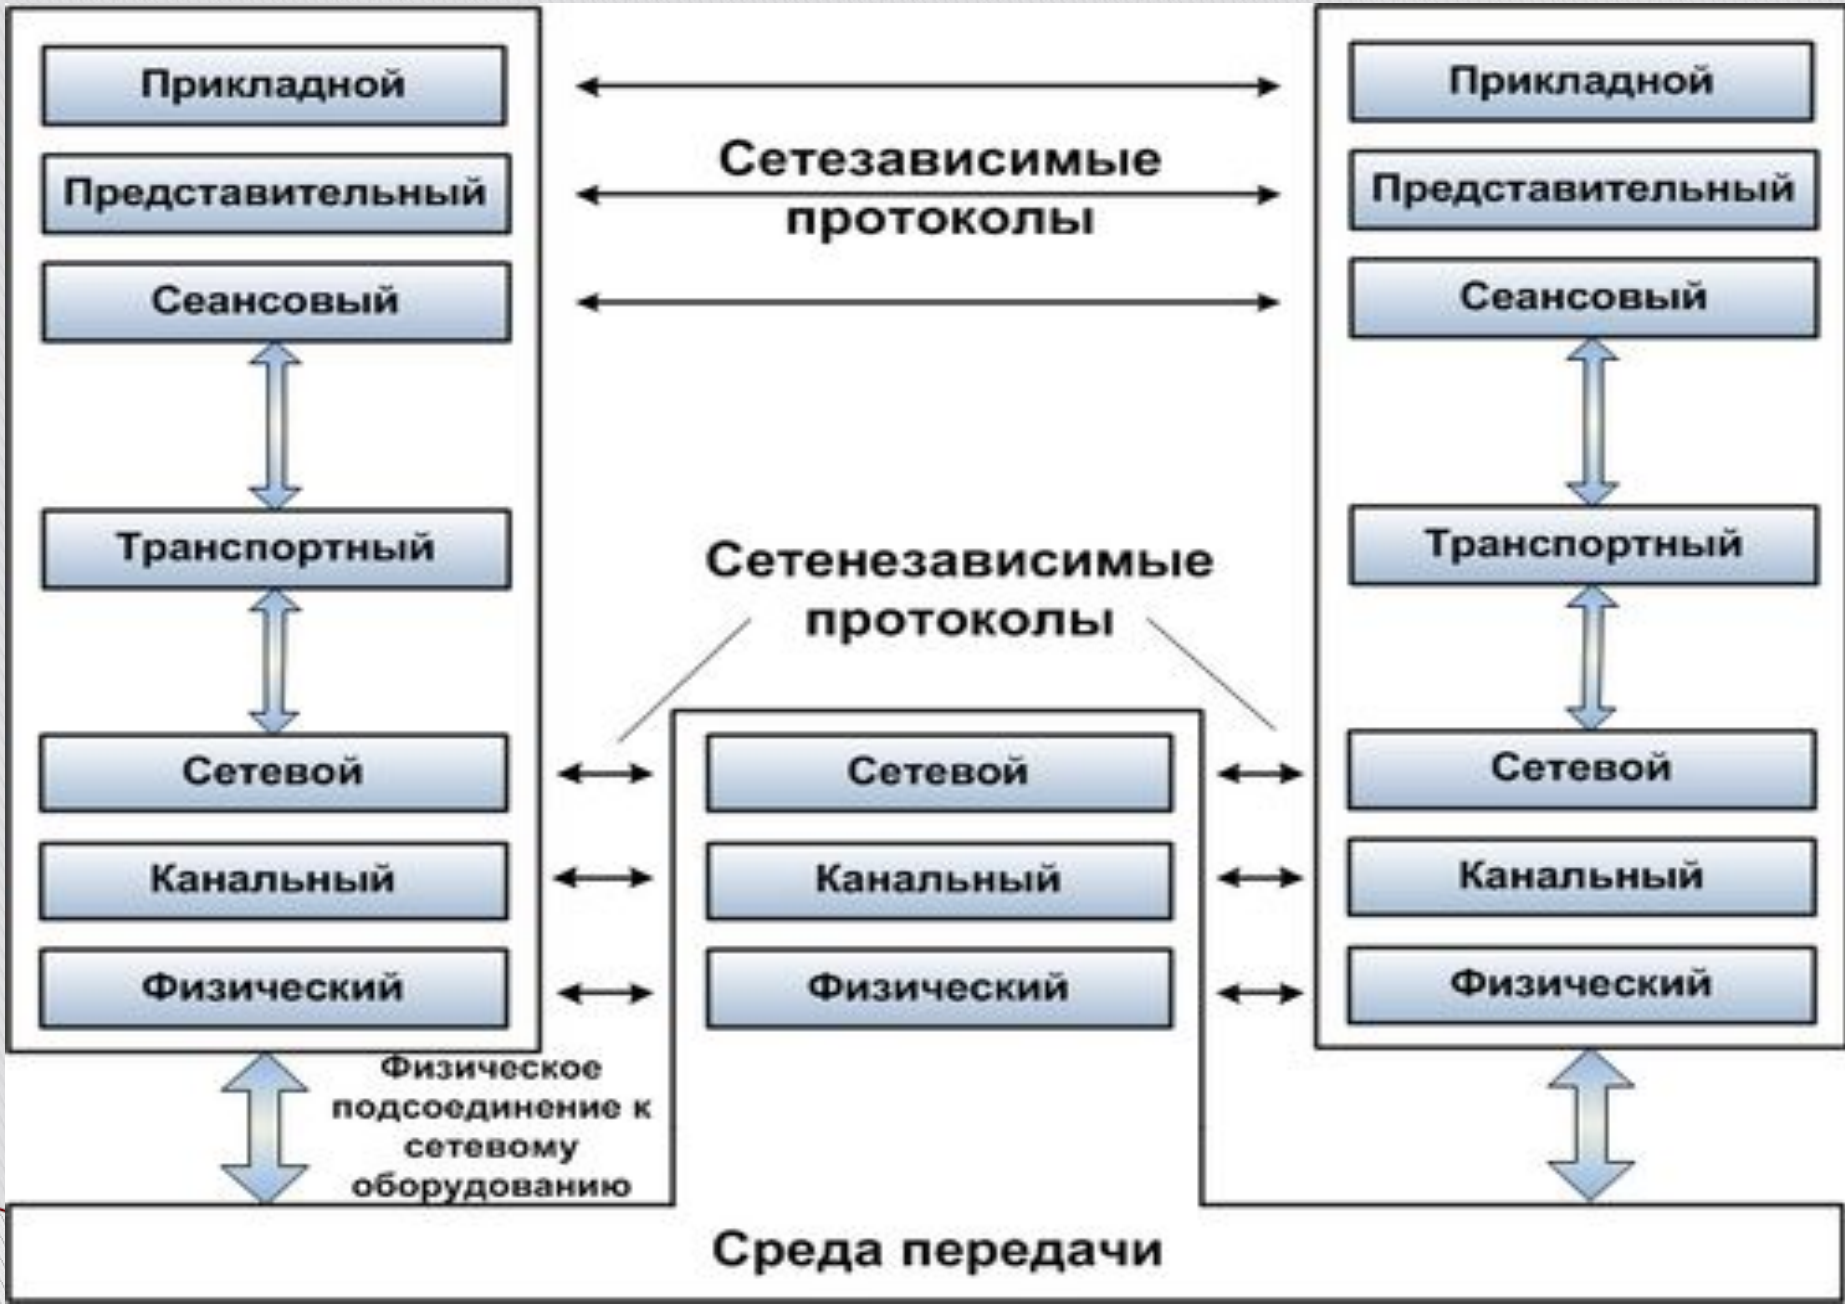 Прикладной
Представительный
Сеансовый
Транспортный
Сетевой
Канальный
Физический
Сетезависимые
протоколы
Сетенезависимые
протоколы
Сетевой
Канальный
Физический
Прикладной
Представительный
Сеансовый
Транспортный
Сетевой
Канальный
Физический
Физическое
подсоединение к
сетевому
оборудованию
Среда передачи